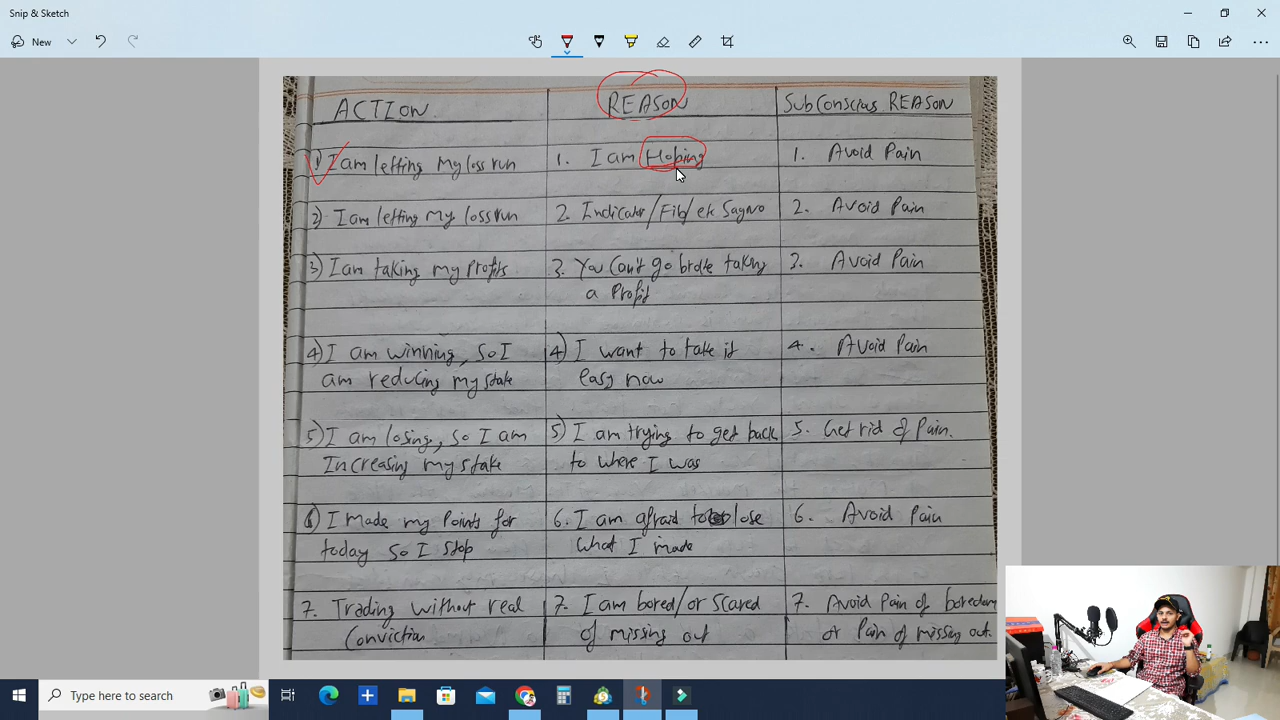 Snip & Sketch
New
ACTION
REASON
SubConscious REASON
1) I am letting My loss run
1. I am Hoping
1. Avoid Pain
2) I am letting my loss run
2. Indicator/Fib/ek Sagno
2. Avoid Pain
3) I am taking my Profits
3. You Can't go broke taking
a Profit
3. Avoid Pain
4) I am winning, So I
am reducing my stake
4) I want to take it
easy now
4. Avoid Pain
5) I am losing, so I am
Increasing my stake
5) I am trying to get back
to where I was
5. Get rid of Pain.
6) I made my Points for
today so I stop
6. I am afraid to lose
what I made
6. Avoid Pain
7. Trading without real
Conviction
7. I am bored/or scared
of missing out
7. Avoid Pain of boredom
or Pain of missing out.
Type here to search